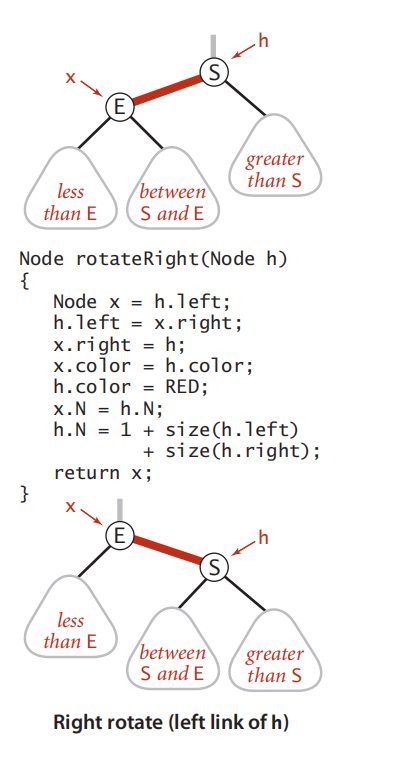 h
S
x
E
less
than E
between
S and E
greater
than S
Node rotateRight(Node h)
{
   Node x = h.left;
   h.left = x.right;
   x.right = h;
   x.color = h.color;
   h.color = RED;
   x.N = h.N;
   h.N = 1 + size(h.left)
           + size(h.right);
   return x;
}
x
E
h
S
less
than E
between
S and E
greater
than S
Right rotate (left link of h)